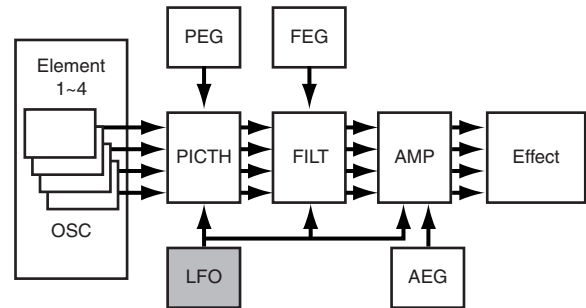 PEG
FEG
Element
1~4
PICTH
FILT
AMP
Effect
OSC
LFO
AEG